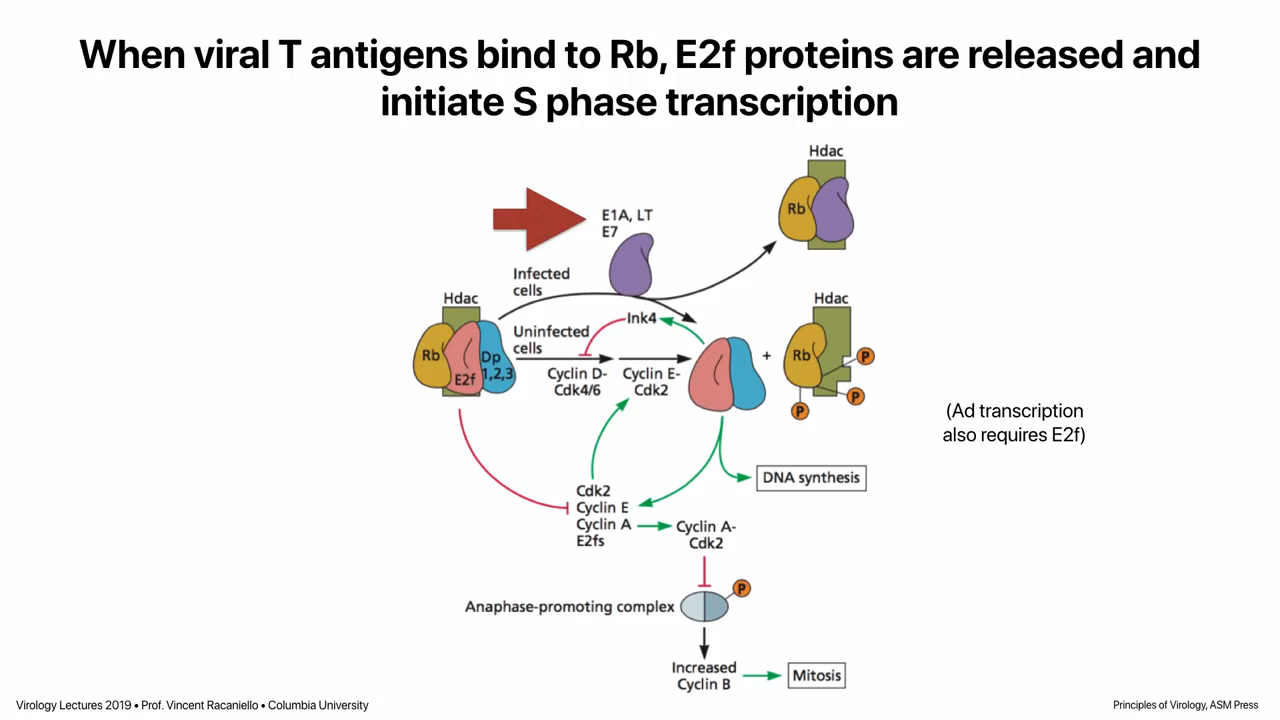 When viral T antigens bind to Rb, E2f proteins are released and
initiate S phase transcription
Hdac
Rb
E1A, LT
E7
Infected
cells
Hdac
Rb
E2f
Dp
1,2,3
Uninfected
cells
Ink4
Cyclin D-
Cdk4/6
Cyclin E-
Cdk2
+
Hdac
Rb
P
P
P
(Ad transcription
also requires E2f)
DNA synthesis
Cdk2
Cyclin E
Cyclin A
E2fs
Cyclin A-
Cdk2
P
Anaphase-promoting complex
Increased
Cyclin B
Mitosis
Virology Lectures 2019 • Prof. Vincent Racaniello • Columbia University
Principles of Virology, ASM Press